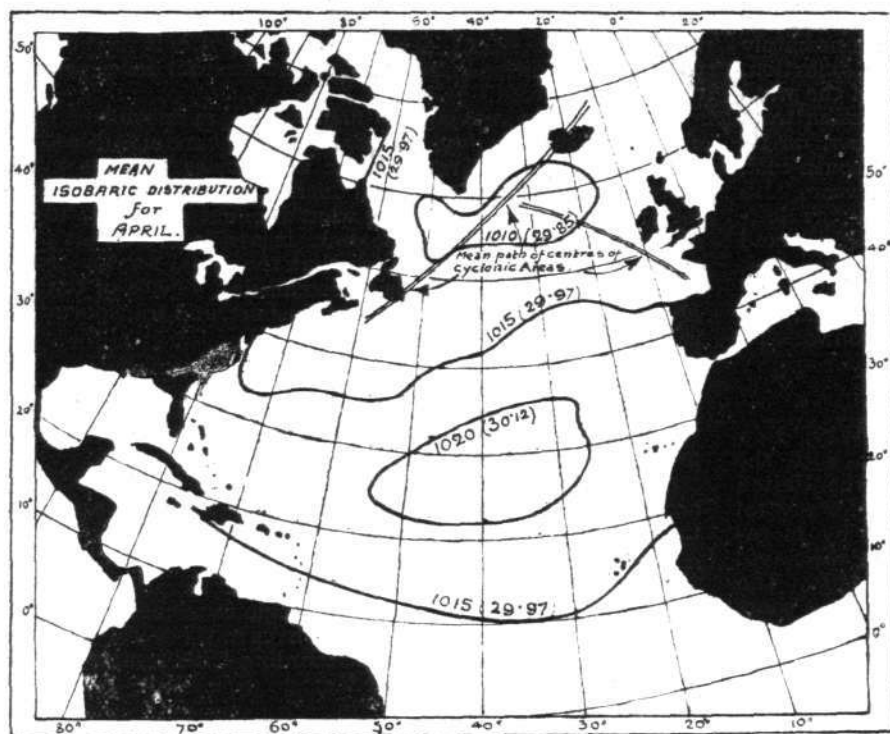 100° 80° 60° 40° 20° 0° 20°
50°
40°
30°
20°
10°
0°
MEAN
ISOBARIC DISTRIBUTION
for
APRIL.
1015
(29·97)
1010 (29·85)
Mean path of centres of
cyclonic Areas.
1015 (29·97)
1020 (30·12)
1015 (29·97
50°
40°
30°
20°
10°
0°
80° 70° 60° 50° 40° 30° 20° 10°